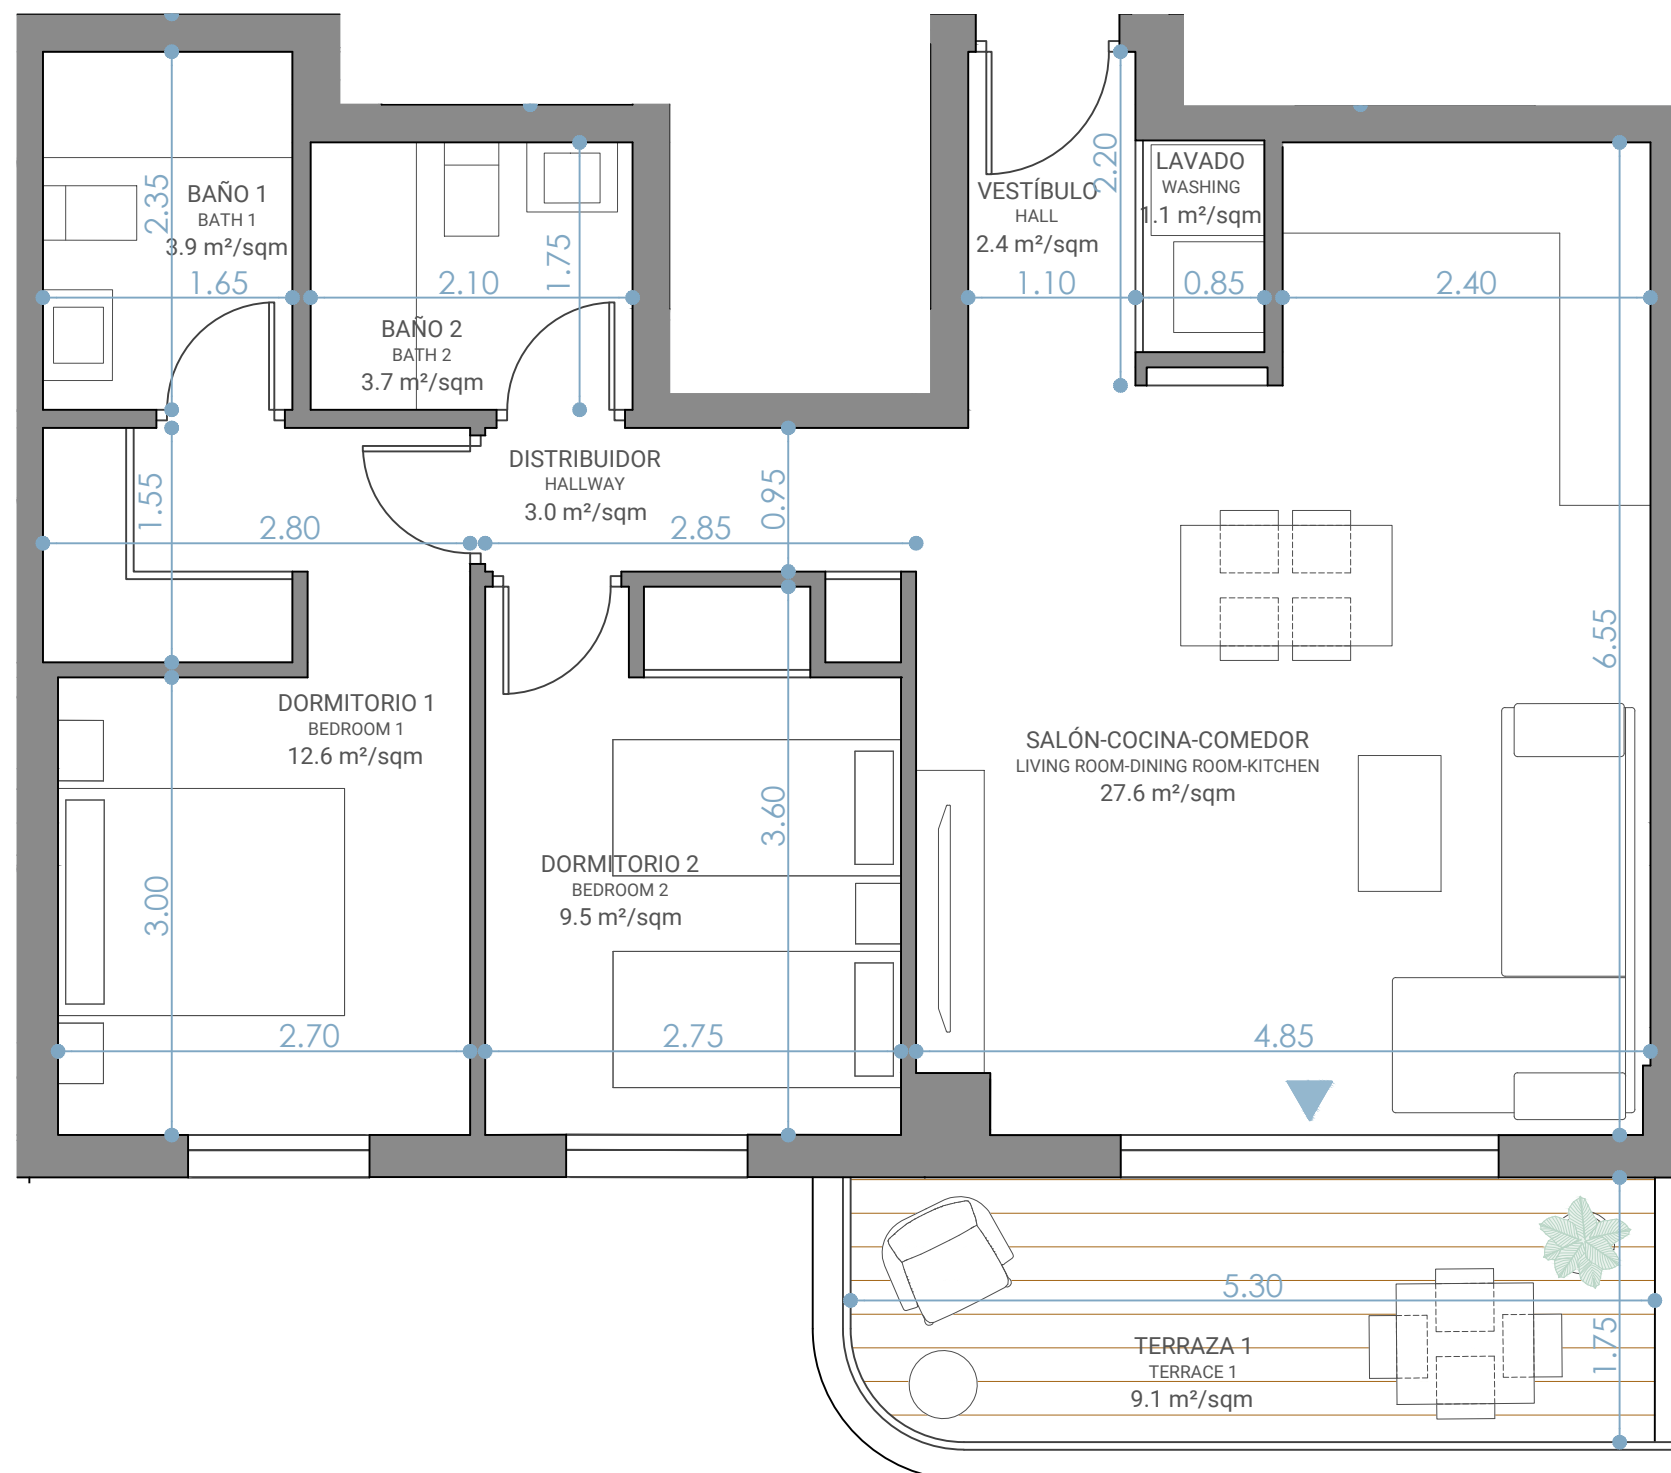 BAÑO 1
BATH 1
3.9 m²/sqm
2.35
1.65
BAÑO 2
BATH 2
3.7 m²/sqm
2.10
1.75
VESTÍBULO
HALL
2.4 m²/sqm
2.20
1.10
LAVADO
WASHING
1.1 m²/sqm
0.85
2.40
DISTRIBUIDOR
HALLWAY
3.0 m²/sqm
1.55
2.80
2.85
0.95
6.55
DORMITORIO 1
BEDROOM 1
12.6 m²/sqm
3.00
2.70
DORMITORIO 2
BEDROOM 2
9.5 m²/sqm
3.60
2.75
SALÓN-COCINA-COMEDOR
LIVING ROOM-DINING ROOM-KITCHEN
27.6 m²/sqm
4.85
5.30
TERRAZA 1
TERRACE 1
9.1 m²/sqm
1.75